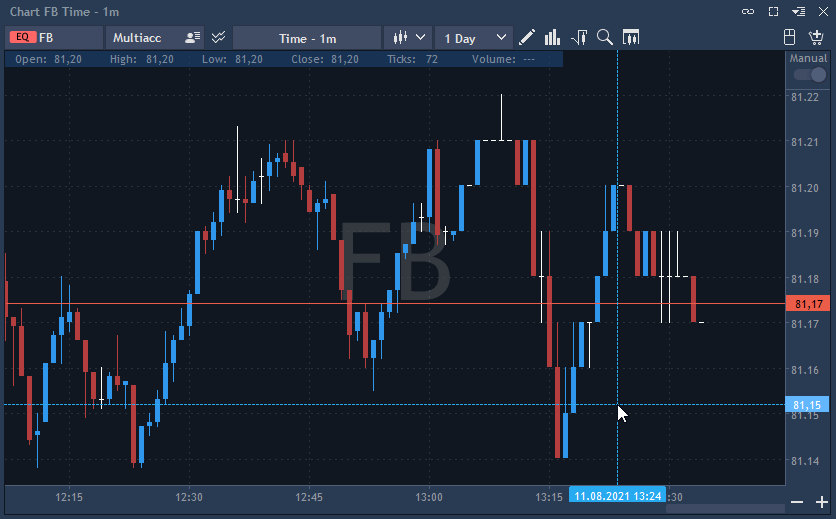 Chart FB Time - 1m
EQ FB Multiacc Time - 1m 1 Day
Open: 81,20 High: 81,20 Low: 81,20 Close: 81,20 Ticks: 72 Volume: ---
Manual
81.22
81.21
81.20
81.19
81.18
FB
81,17
81.17
81.16
81,15
81.15
81.14
12:15 12:30 12:45 13:00 13:15 11.08.2021 13:24 :30